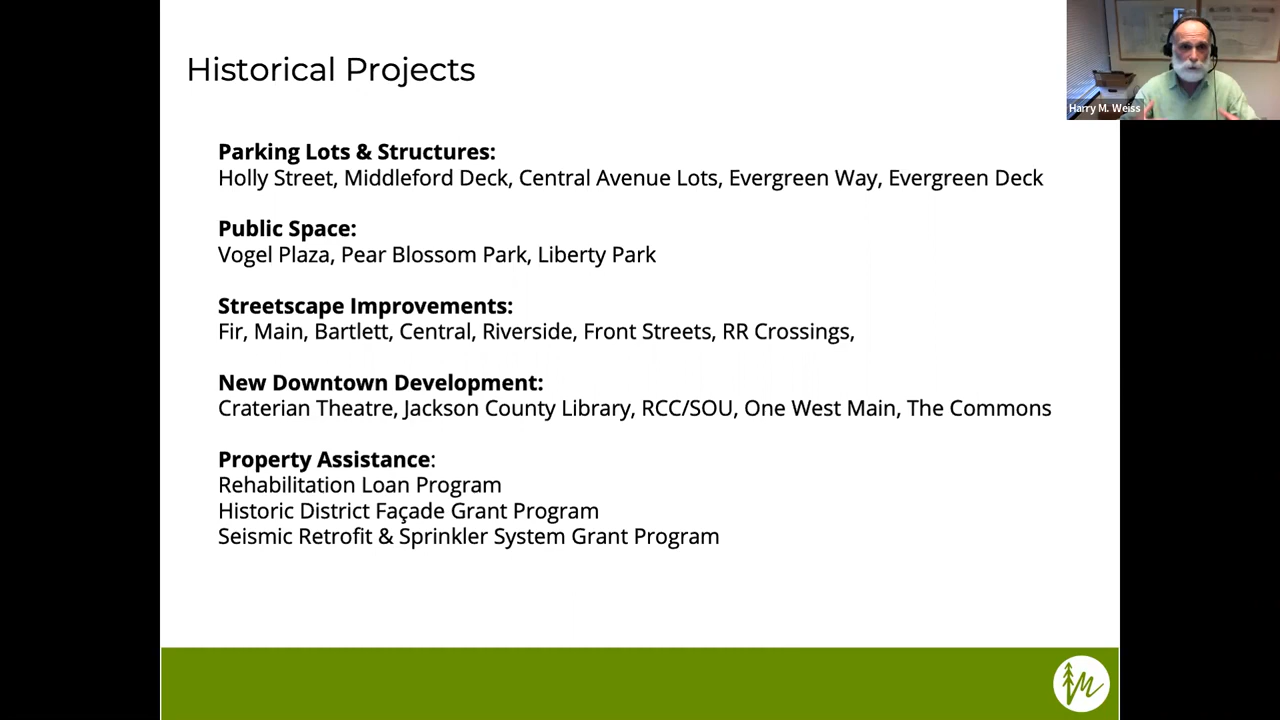 Historical Projects
Harry M. Weiss
Parking Lots & Structures:
Holly Street, Middleford Deck, Central Avenue Lots, Evergreen Way, Evergreen Deck
Public Space:
Vogel Plaza, Pear Blossom Park, Liberty Park
Streetscape Improvements:
Fir, Main, Bartlett, Central, Riverside, Front Streets, RR Crossings,
New Downtown Development:
Craterian Theatre, Jackson County Library, RCC/SOU, One West Main, The Commons
Property Assistance:
Rehabilitation Loan Program
Historic District Façade Grant Program
Seismic Retrofit & Sprinkler System Grant Program